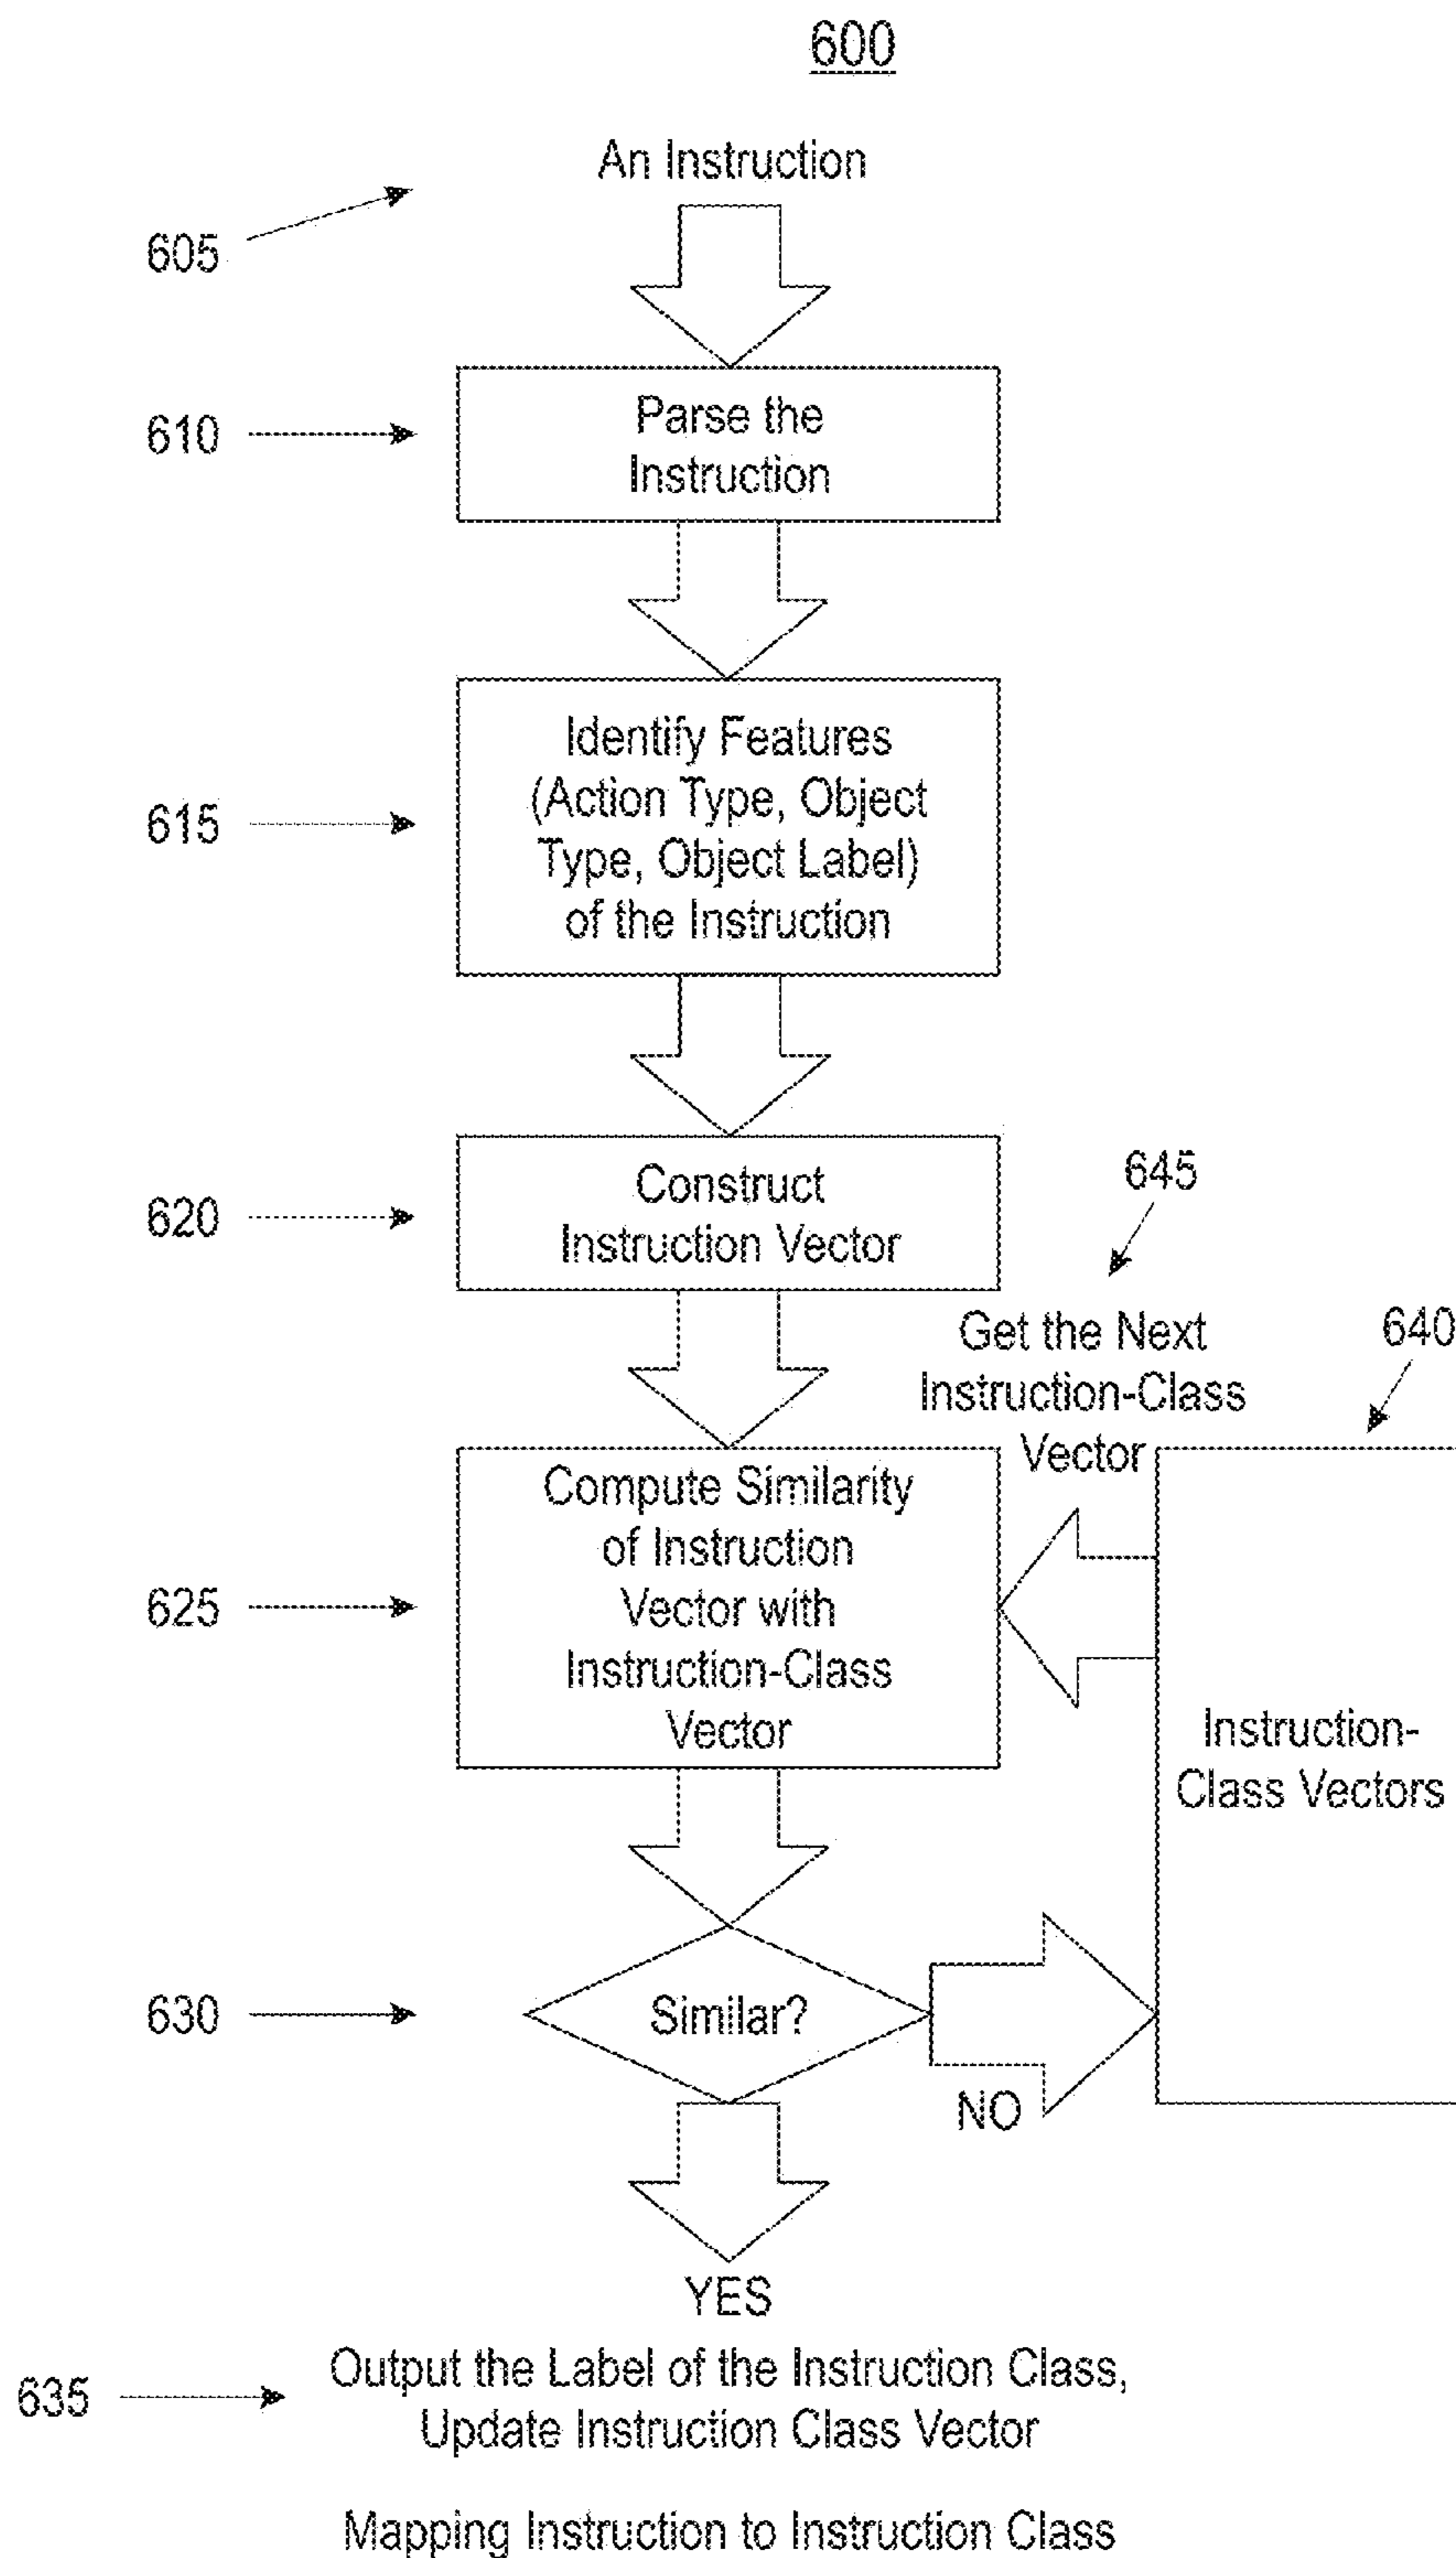 600
An Instruction
605
610
Parse the
Instruction
615
Identify Features
(Action Type, Object
Type, Object Label)
of the Instruction
620
Construct
Instruction Vector
645
Get the Next
Instruction-Class
Vector
640
625
Compute Similarity
of Instruction
Vector with
Instruction-Class
Vector
Instruction-
Class Vectors
630
Similar?
NO
YES
635
Output the Label of the Instruction Class,
Update Instruction Class Vector
Mapping Instruction to Instruction Class